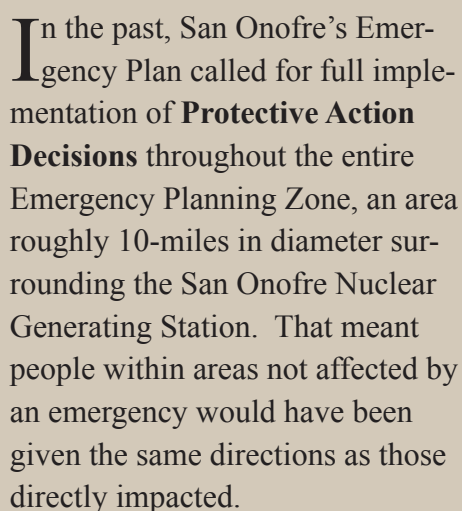 In the past, San Onofre’s Emer-
gency Plan called for full imple-
mentation of Protective Action
Decisions throughout the entire
Emergency Planning Zone, an area
roughly 10-miles in diameter sur-
rounding the San Onofre Nuclear
Generating Station.  That meant
people within areas not affected by
an emergency would have been
given the same directions as those
directly impacted.